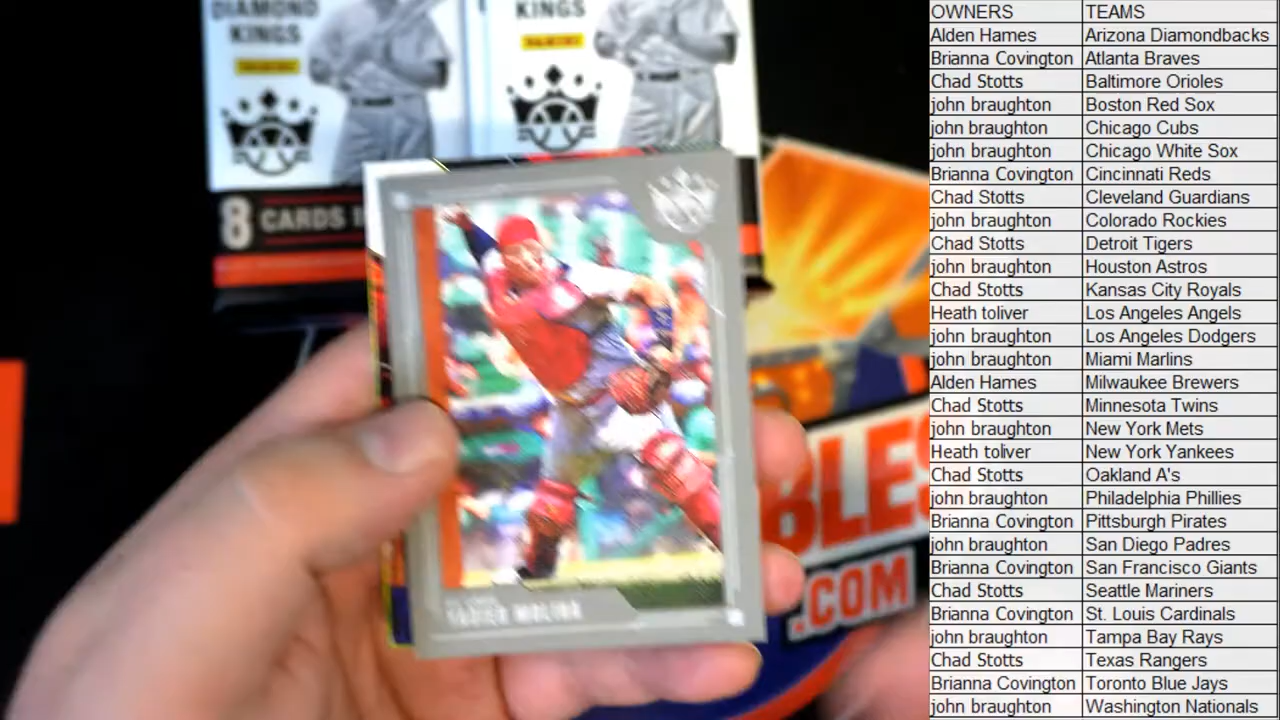 DIAMOND
KINGS
PANINI
KINGS
PANINI
8 CARDS
YADIER MOLINA
BLES
.COM
OWNERS TEAMS
Alden Hames Arizona Diamondbacks
Brianna Covington Atlanta Braves
Chad Stotts Baltimore Orioles
john braughton Boston Red Sox
john braughton Chicago Cubs
john braughton Chicago White Sox
Brianna Covington Cincinnati Reds
Chad Stotts Cleveland Guardians
john braughton Colorado Rockies
Chad Stotts Detroit Tigers
john braughton Houston Astros
Chad Stotts Kansas City Royals
Heath toliver Los Angeles Angels
john braughton Los Angeles Dodgers
john braughton Miami Marlins
Alden Hames Milwaukee Brewers
Chad Stotts Minnesota Twins
john braughton New York Mets
Heath toliver New York Yankees
Chad Stotts Oakland A's
john braughton Philadelphia Phillies
Brianna Covington Pittsburgh Pirates
john braughton San Diego Padres
Brianna Covington San Francisco Giants
Chad Stotts Seattle Mariners
Brianna Covington St. Louis Cardinals
john braughton Tampa Bay Rays
Chad Stotts Texas Rangers
Brianna Covington Toronto Blue Jays
john braughton Washington Nationals